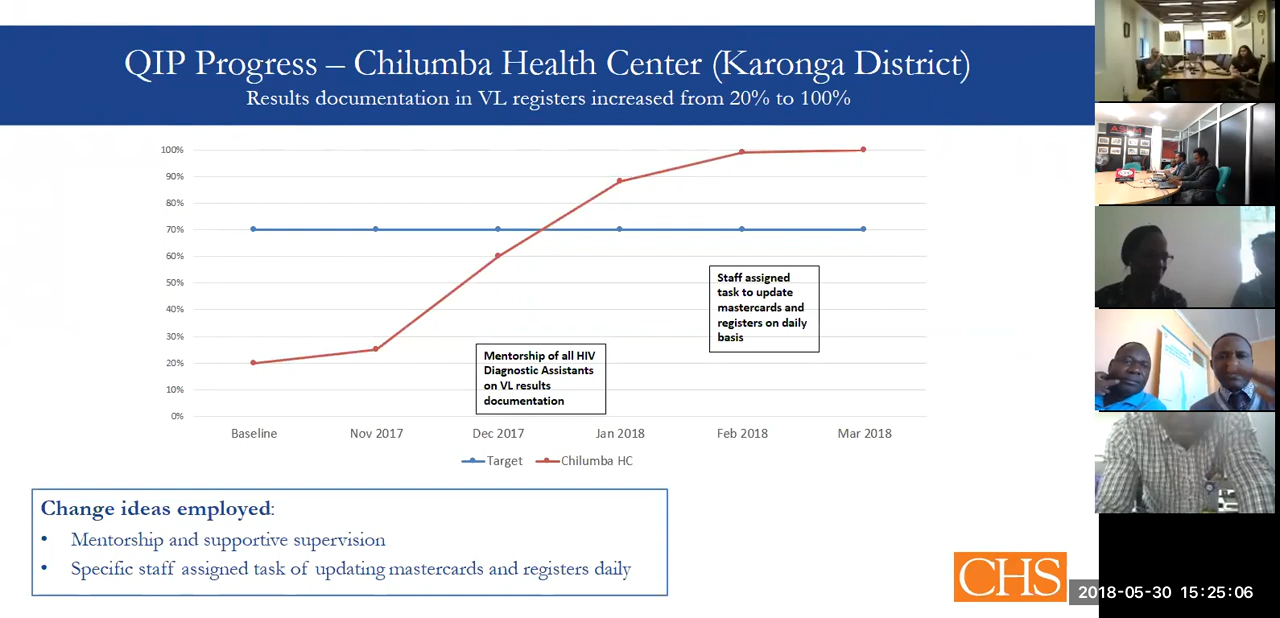 QIP Progress – Chilumba Health Center (Karonga District)
Results documentation in VL registers increased from 20% to 100%
100%
90%
80%
70%
60%
50%
40%
30%
20%
10%
0%
Staff assigned
task to update
mastercards and
registers on daily
basis
Mentorship of all HIV
Diagnostic Assistants
on VL results
documentation
Baseline
Nov 2017
Dec 2017
Jan 2018
Feb 2018
Mar 2018
Target
Chilumba HC
Change ideas employed:
• Mentorship and supportive supervision
• Specific staff assigned task of updating mastercards and registers daily
CHS
2018-05-30 15:25:06